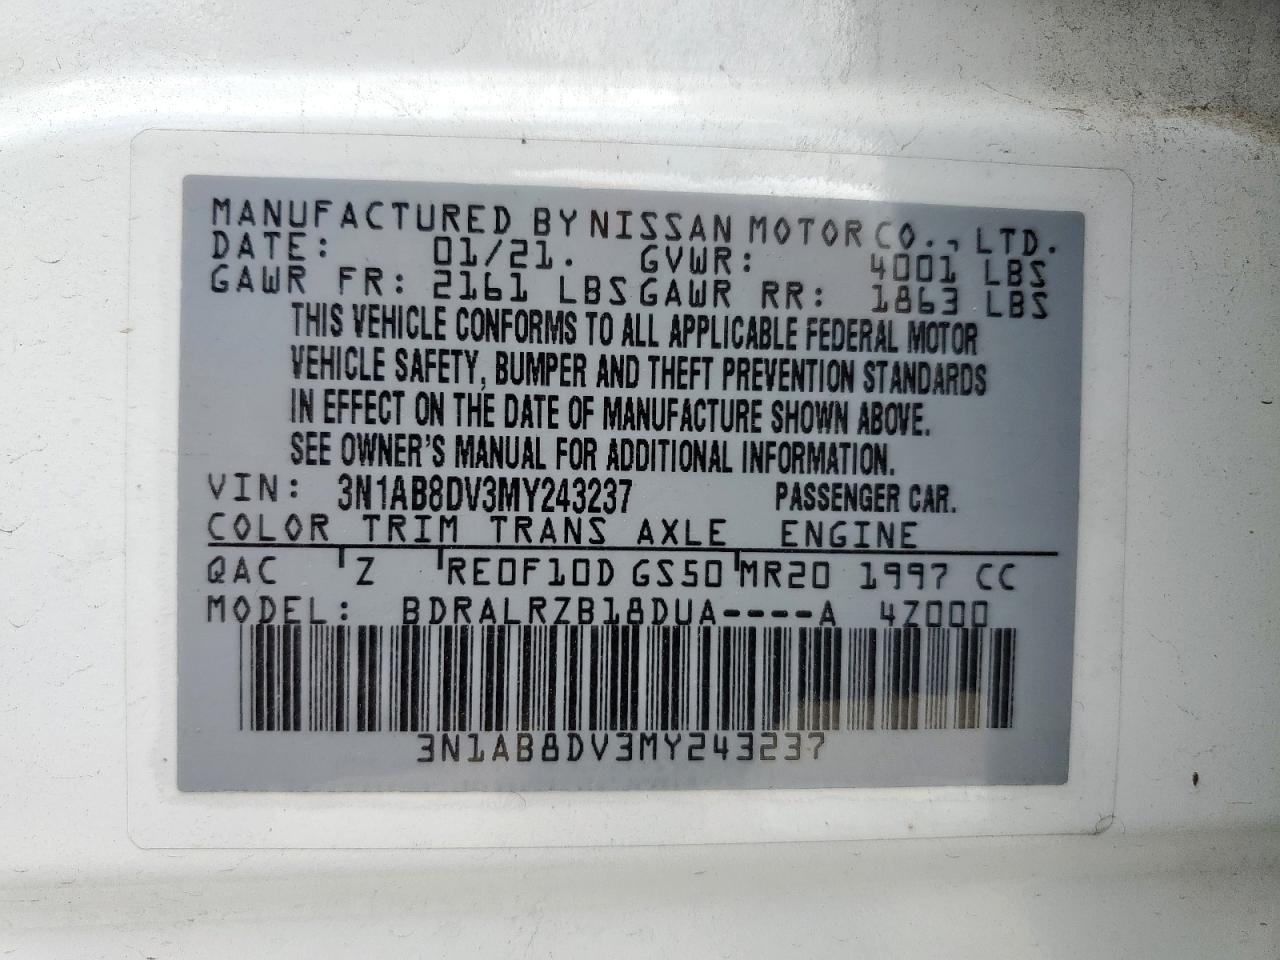 MANUFACTURED BY NISSAN MOTOR CO., LTD.
DATE: 01/21. GVWR: 4001 LBS
GAWR FR: 2161 LBS GAWR RR: 1863 LBS
THIS VEHICLE CONFORMS TO ALL APPLICABLE FEDERAL MOTOR
VEHICLE SAFETY, BUMPER AND THEFT PREVENTION STANDARDS
IN EFFECT ON THE DATE OF MANUFACTURE SHOWN ABOVE.
SEE OWNER'S MANUAL FOR ADDITIONAL INFORMATION.
VIN: 3N1AB8DV3MY243237 PASSENGER CAR.
COLOR TRIM TRANS AXLE ENGINE
QAC Z RE0F10D GS50 MR20 1997 CC
MODEL: BDRALRZB18DUA----A 4Z000
3N1AB8DV3MY243237